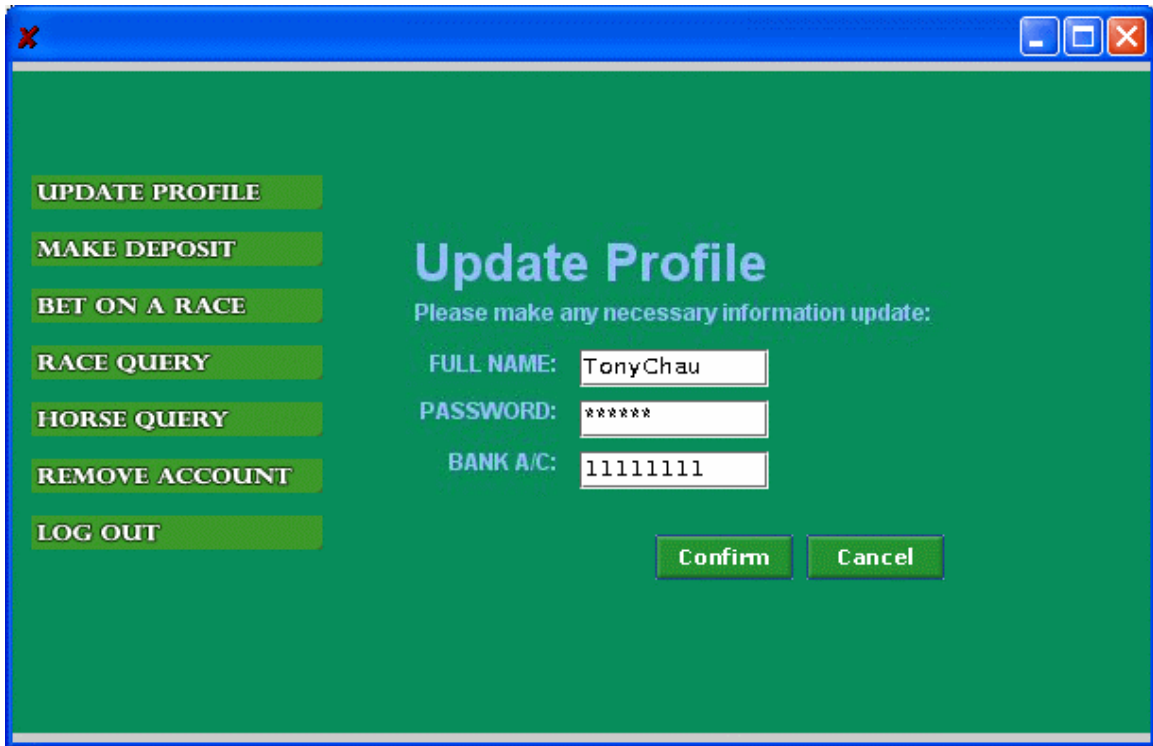 UPDATE PROFILE
MAKE DEPOSIT
BET ON A RACE
RACE QUERY
HORSE QUERY
REMOVE ACCOUNT
LOG OUT
Update Profile
Please make any necessary information update:
FULL NAME: TonyChau
PASSWORD: ******
BANK A/C: 11111111
Confirm Cancel